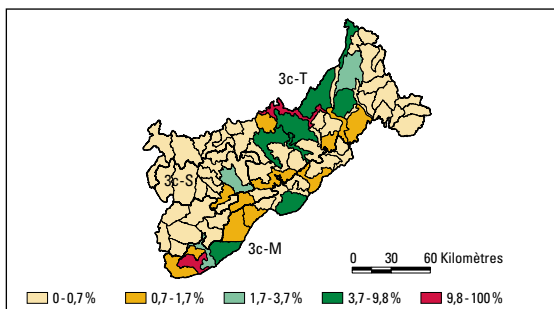 3c-T
3c-S
3c-M
0 30 60 Kilomètres
0-0,7 % 0,7-1,7 % 1,7-3,7 % 3,7-9,8 % 9,8-100 %